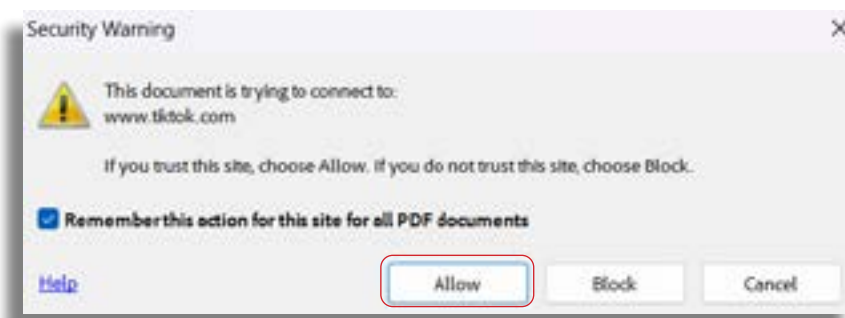 Security Warning
This document is trying to connect to:
www.tiktok.com
If you trust this site, choose Allow. If you do not trust this site, choose Block.
Remember this action for this site for all PDF documents
Help
Allow
Block
Cancel